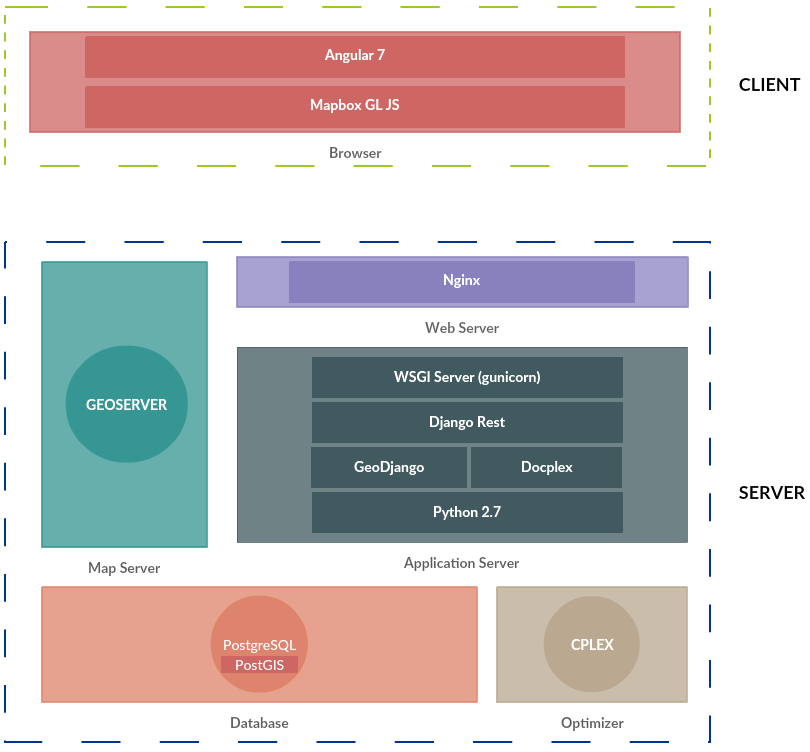 Angular 7
Mapbox GL JS
Browser
CLIENT
Nginx
Web Server
GEOSERVER
Map Server
WSGI Server (gunicorn)
Django Rest
GeoDjango
Docplex
Python 2.7
Application Server
SERVER
PostgreSQL
PostGIS
Database
CPLEX
Optimizer